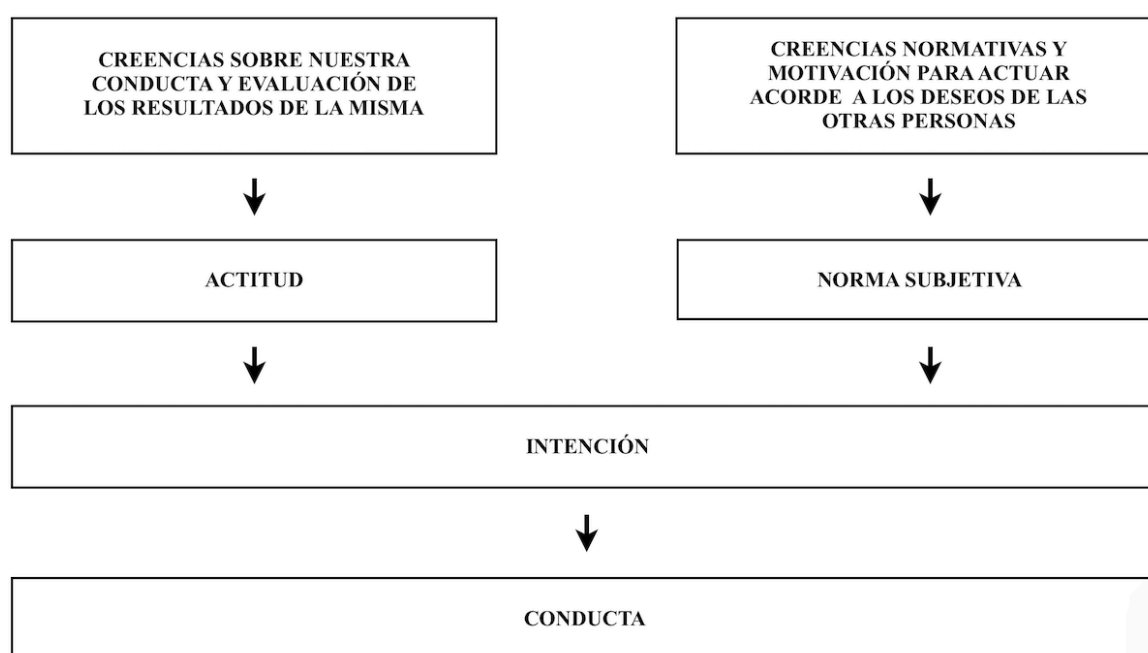 CREENCIAS SOBRE NUESTRA
CONDUCTA Y EVALUACIÓN DE
LOS RESULTADOS DE LA MISMA
CREENCIAS NORMATIVAS Y
MOTIVACIÓN PARA ACTUAR
ACORDE A LOS DESEOS DE LAS
OTRAS PERSONAS
ACTITUD
NORMA SUBJETIVA
INTENCIÓN
CONDUCTA